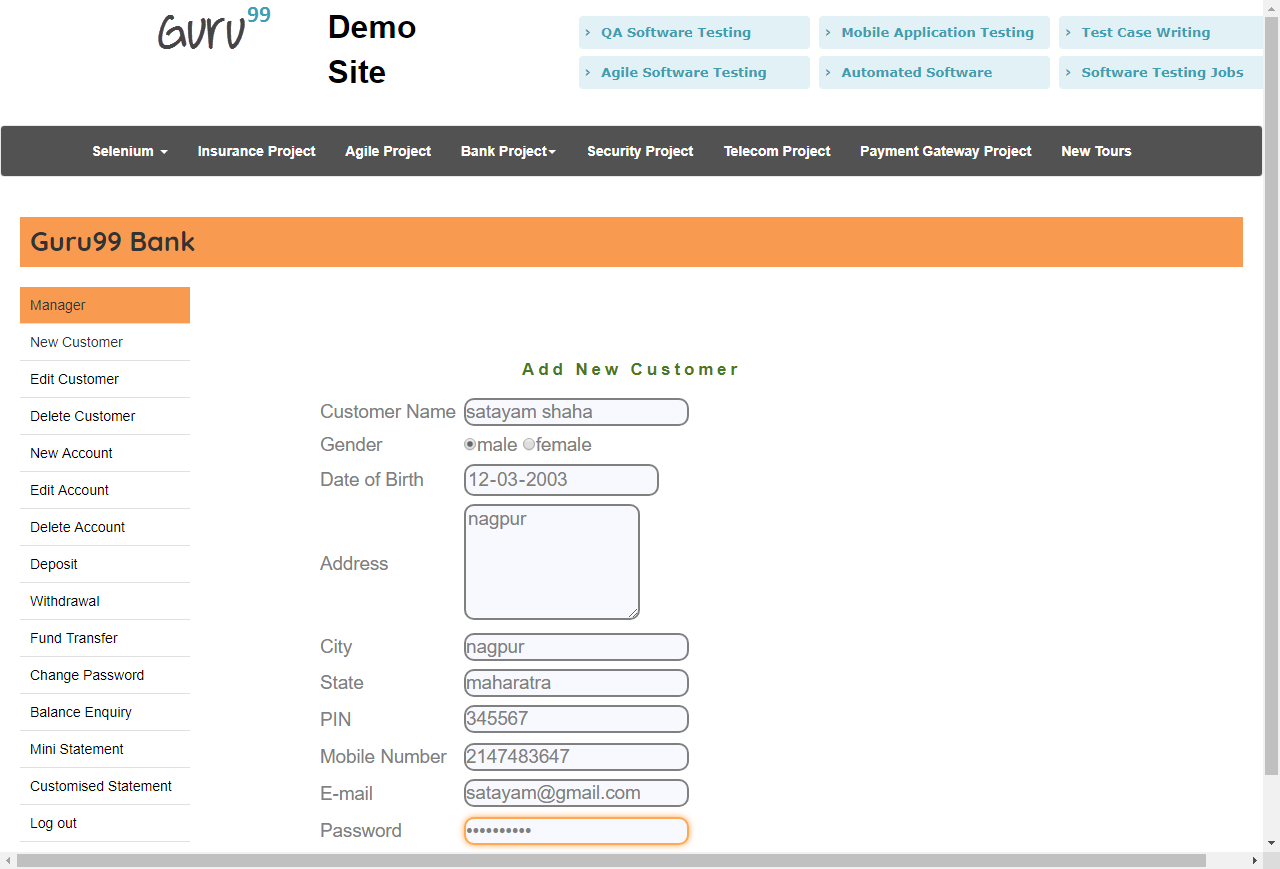 Guru99
Demo
Site
› QA Software Testing › Mobile Application Testing › Test Case Writing
› Agile Software Testing › Automated Software › Software Testing Jobs
Selenium Insurance Project Agile Project Bank Project Security Project Telecom Project Payment Gateway Project New Tours
Guru99 Bank
Manager
New Customer
Edit Customer
Delete Customer
New Account
Edit Account
Delete Account
Deposit
Withdrawal
Fund Transfer
Change Password
Balance Enquiry
Mini Statement
Customised Statement
Log out
Add New Customer
Customer Name satayam shaha
Gender male female
Date of Birth 12-03-2003
Address nagpur
City nagpur
State maharatra
PIN 345567
Mobile Number 2147483647
E-mail satayam@gmail.com
Password ••••••••••